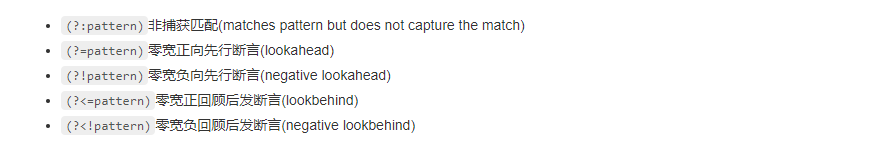 (?:pattern) 非捕获匹配(matches pattern but does not capture the match)
(?=pattern) 零宽正向先行断言(lookahead)
(?!pattern) 零宽负向先行断言(negative lookahead)
(?<=pattern) 零宽正回顾后发断言(lookbehind)
(?<!pattern) 零宽负回顾后发断言(negative lookbehind)